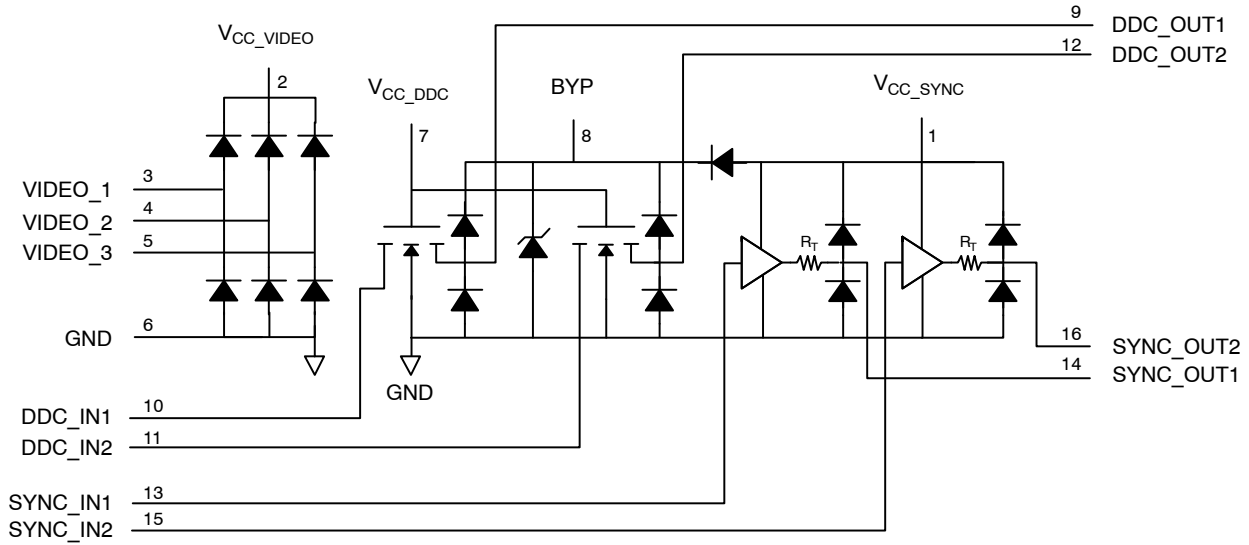 9
DDC_OUT1
12
DDC_OUT2
VCC_VIDEO
2
VCC_DDC
7
BYP
8
VCC_SYNC
1
3
VIDEO_1
4
VIDEO_2
5
VIDEO_3
RT
RT
6
GND
16
SYNC_OUT2
14
SYNC_OUT1
GND
10
DDC_IN1
11
DDC_IN2
13
SYNC_IN1
15
SYNC_IN2